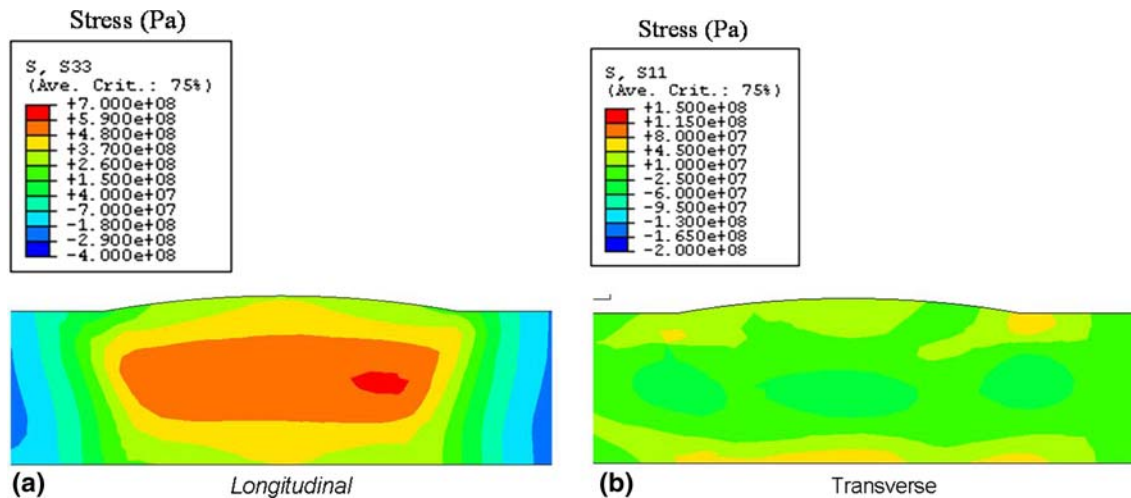 Stress (Pa)
S, S33
(Ave. Crit.: 75%)
+7.000e+08
+5.900e+08
+4.800e+08
+3.700e+08
+2.600e+08
+1.500e+08
+4.000e+07
-7.000e+07
-1.800e+08
-2.900e+08
-4.000e+08
(a)
Longitudinal
Stress (Pa)
S, S11
(Ave. Crit.: 75%)
+1.500e+08
+1.150e+08
+8.000e+07
+4.500e+07
+1.000e+07
-2.500e+07
-6.000e+07
-9.500e+07
-1.300e+08
-1.650e+08
-2.000e+08
(b)
Transverse